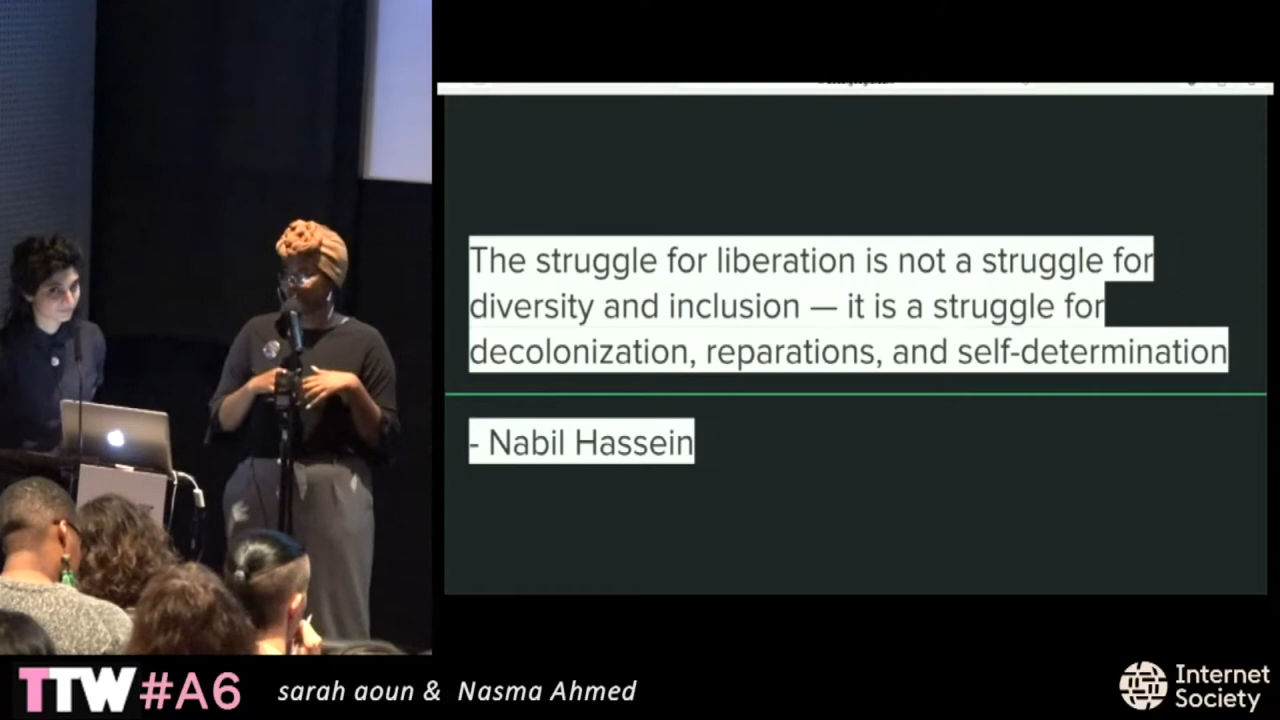 The struggle for liberation is not a struggle for
diversity and inclusion — it is a struggle for
decolonization, reparations, and self-determination
- Nabil Hassein
TTW#A6
sarah aoun & Nasma Ahmed
Internet
Society